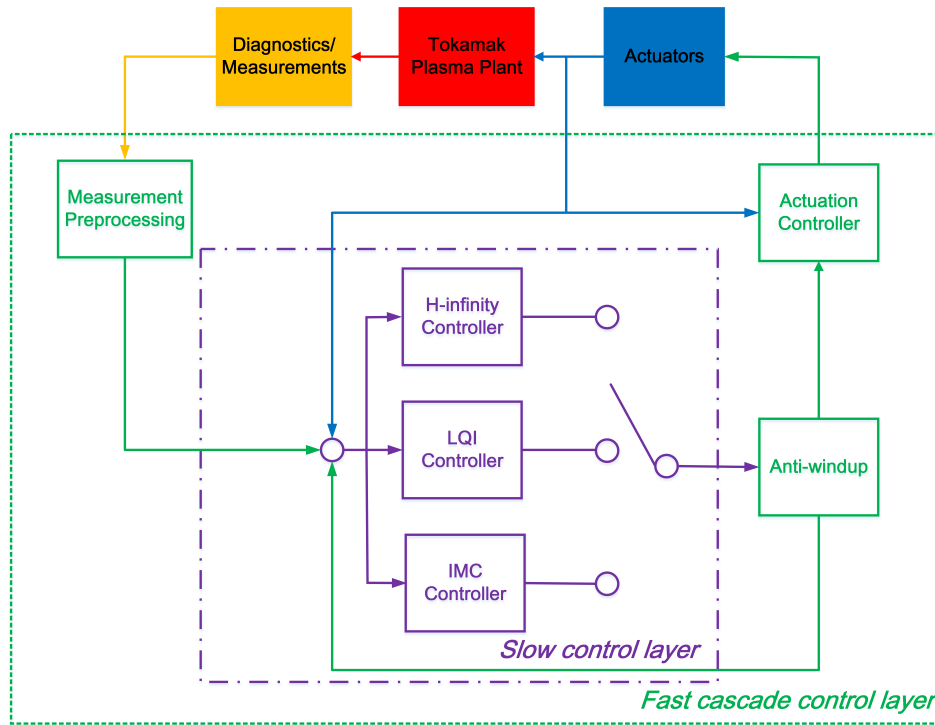 Diagnostics/
Measurements
Tokamak
Plasma Plant
Actuators
Measurement
Preprocessing
Actuation
Controller
H-infinity
Controller
LQI
Controller
Anti-windup
IMC
Controller
Slow control layer
Fast cascade control layer